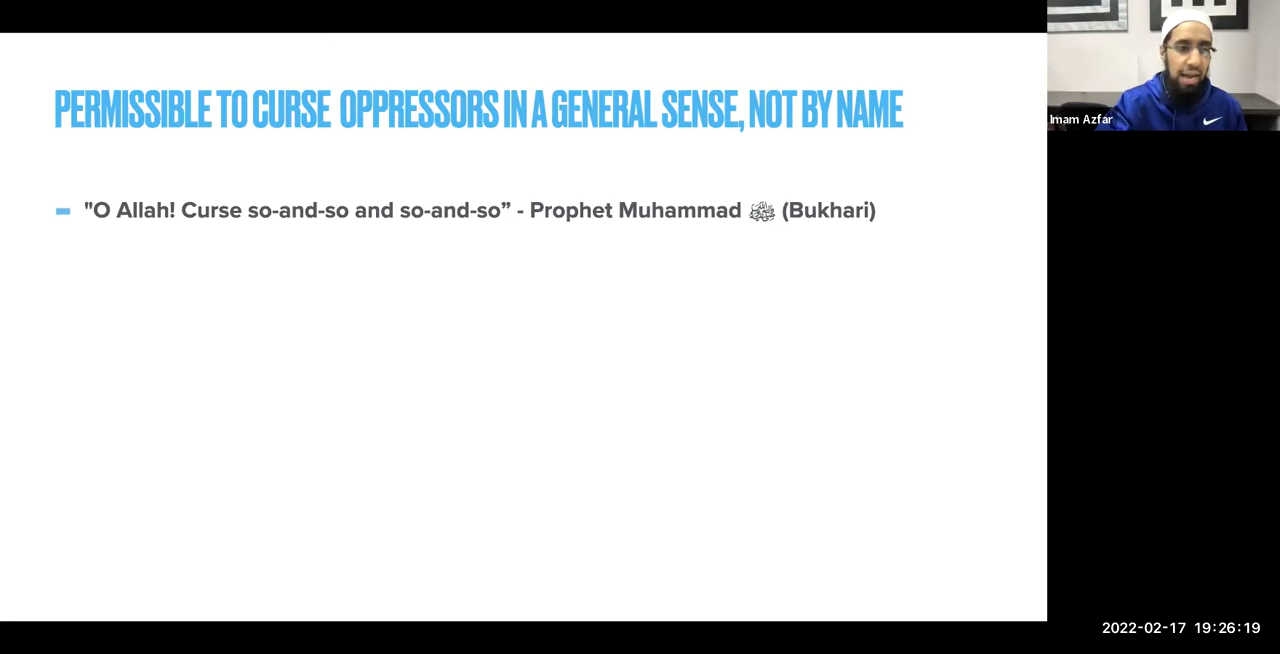 PERMISSIBLE TO CURSE OPPRESSORS IN A GENERAL SENSE, NOT BY NAME
"O Allah! Curse so-and-so and so-and-so” - Prophet Muhammad ﷺ (Bukhari)
Imam Azfar
2022-02-17 19:26:19